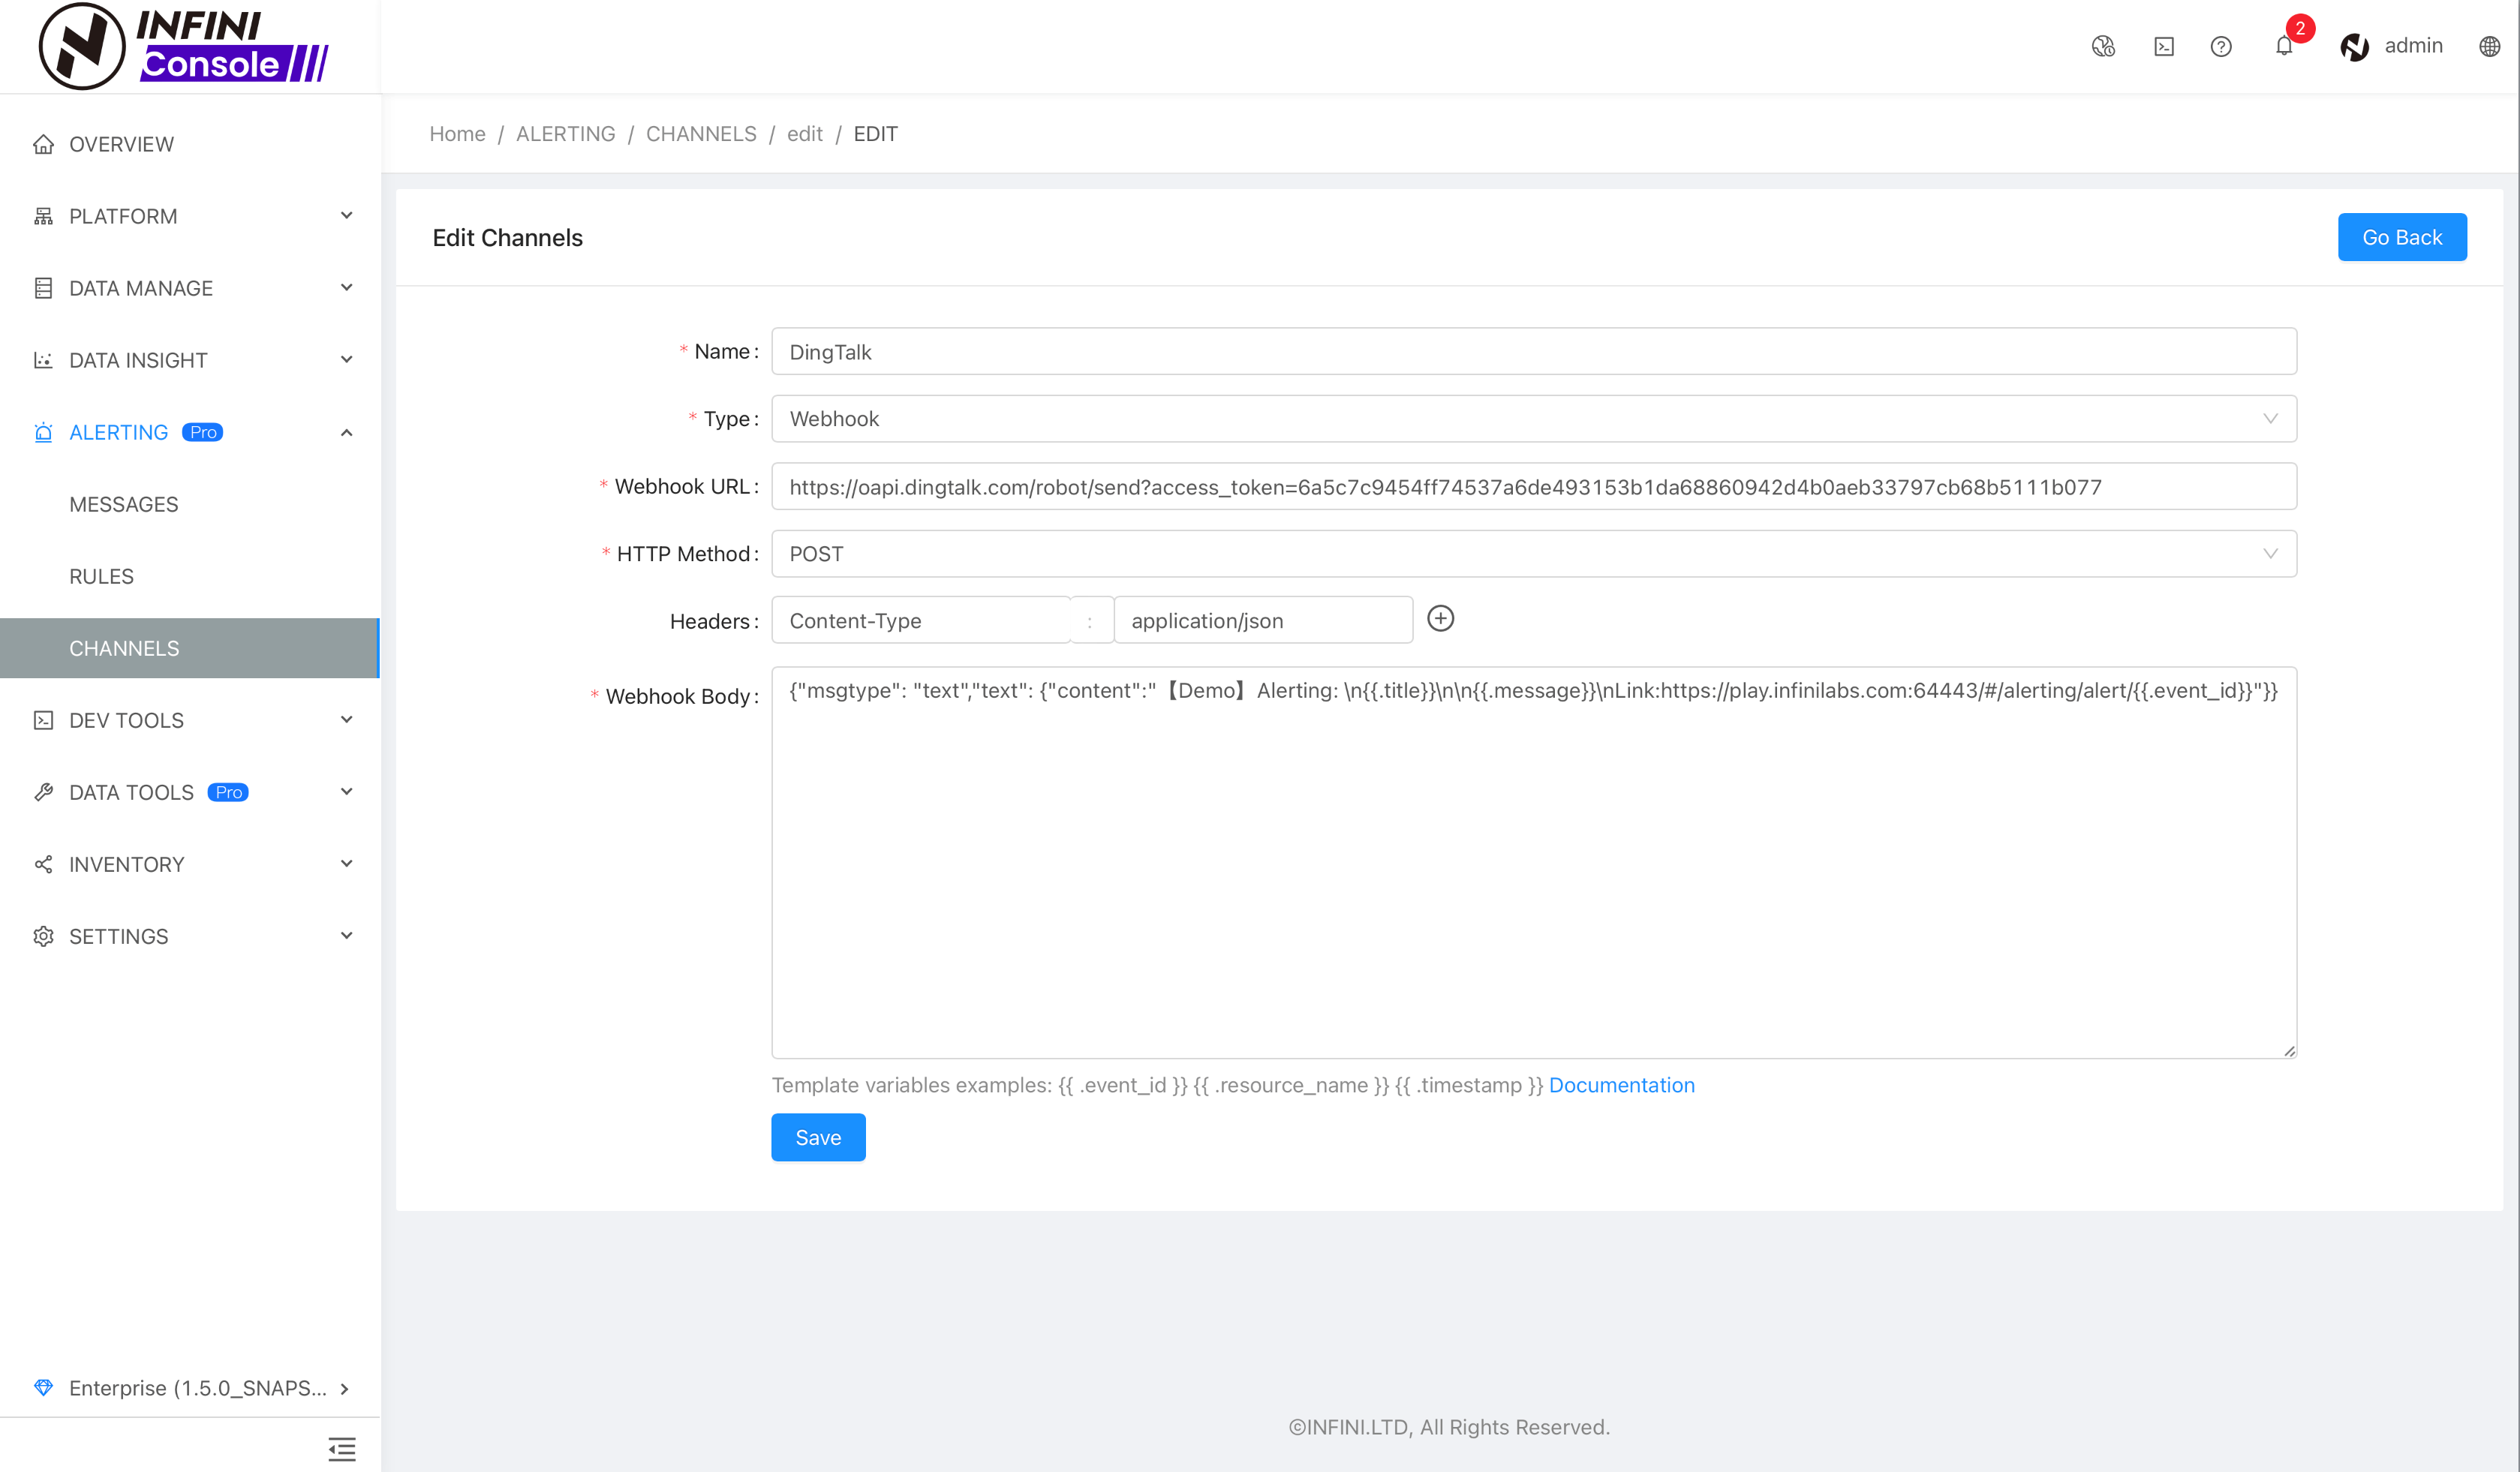 INFINI
Console
2
admin
OVERVIEW
PLATFORM
DATA MANAGE
DATA INSIGHT
ALERTING Pro
MESSAGES
RULES
CHANNELS
DEV TOOLS
DATA TOOLS Pro
INVENTORY
SETTINGS
Enterprise (1.5.0_SNAPS...
Home / ALERTING / CHANNELS / edit / EDIT
Edit Channels
Go Back
* Name: DingTalk
* Type: Webhook
* Webhook URL: https://oapi.dingtalk.com/robot/send?access_token=6a5c7c9454ff74537a6de493153b1da68860942d4b0aeb33797cb68b5111b077
* HTTP Method: POST
Headers: Content-Type : application/json
* Webhook Body: {"msgtype": "text","text": {"content":"【Demo】Alerting: \n{{.title}}\n\n{{.message}}\nLink:https://play.infinilabs.com:64443/#/alerting/alert/{{.event_id}}"}}
Template variables examples: {{ .event_id }} {{ .resource_name }} {{ .timestamp }} Documentation
Save
©INFINI.LTD, All Rights Reserved.